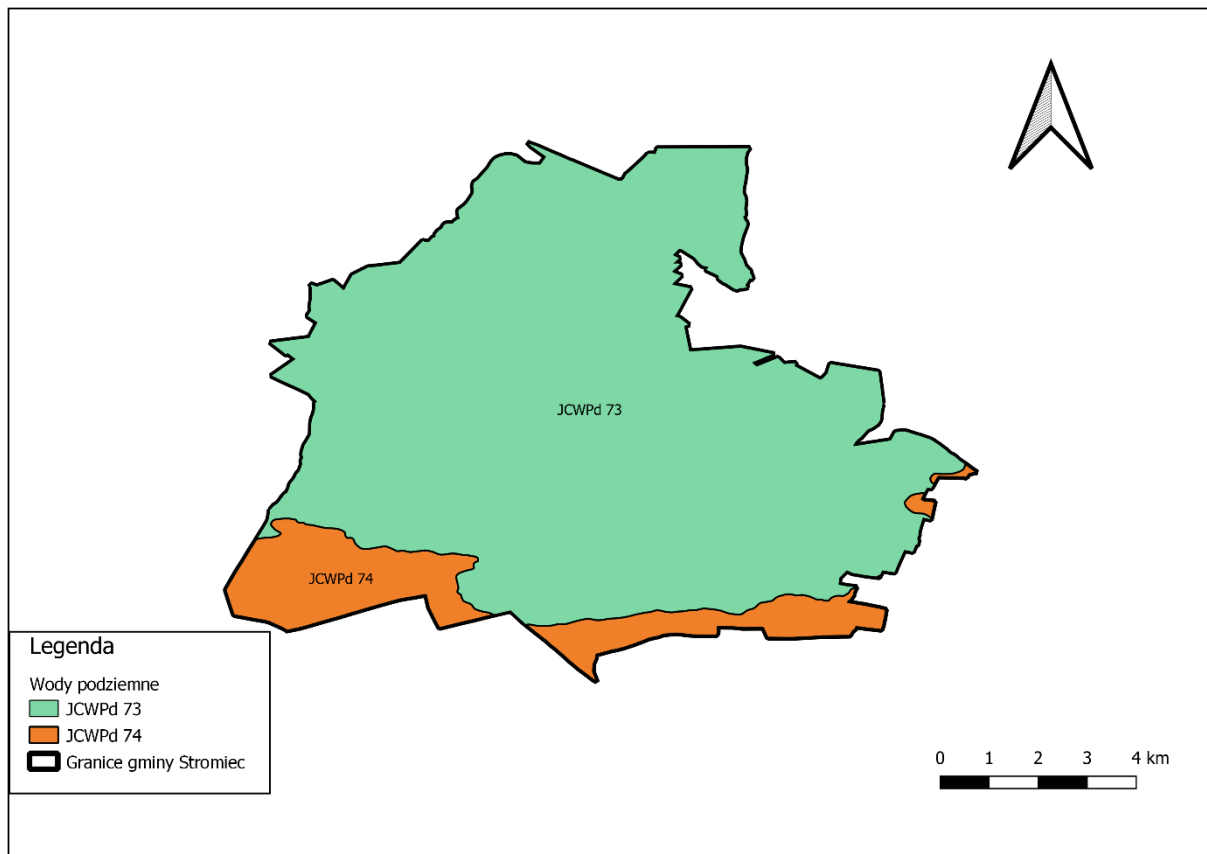 JCWPd 73
JCWPd 74
Legenda
Wody podziemne
JCWPd 73
JCWPd 74
Granice gminy Stromiec
0 1 2 3 4 km